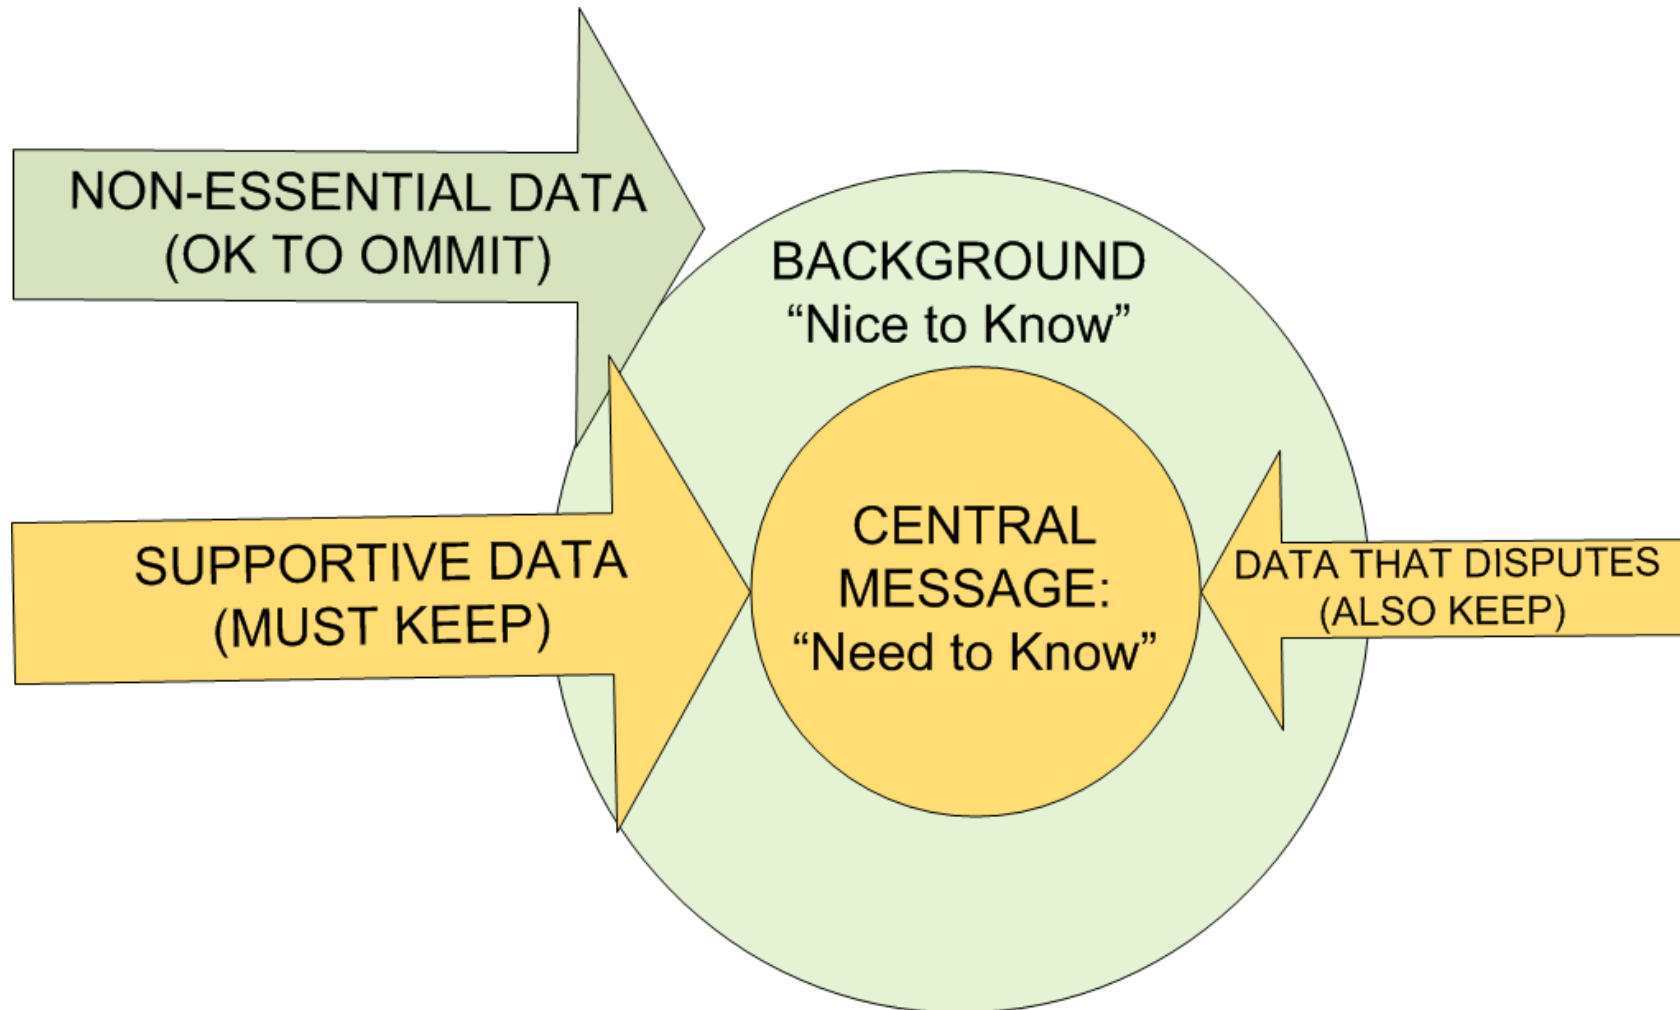 NON-ESSENTIAL DATA
(OK TO OMMIT)
BACKGROUND
“Nice to Know”
SUPPORTIVE DATA
(MUST KEEP)
CENTRAL
MESSAGE:
“Need to Know”
DATA THAT DISPUTES
(ALSO KEEP)